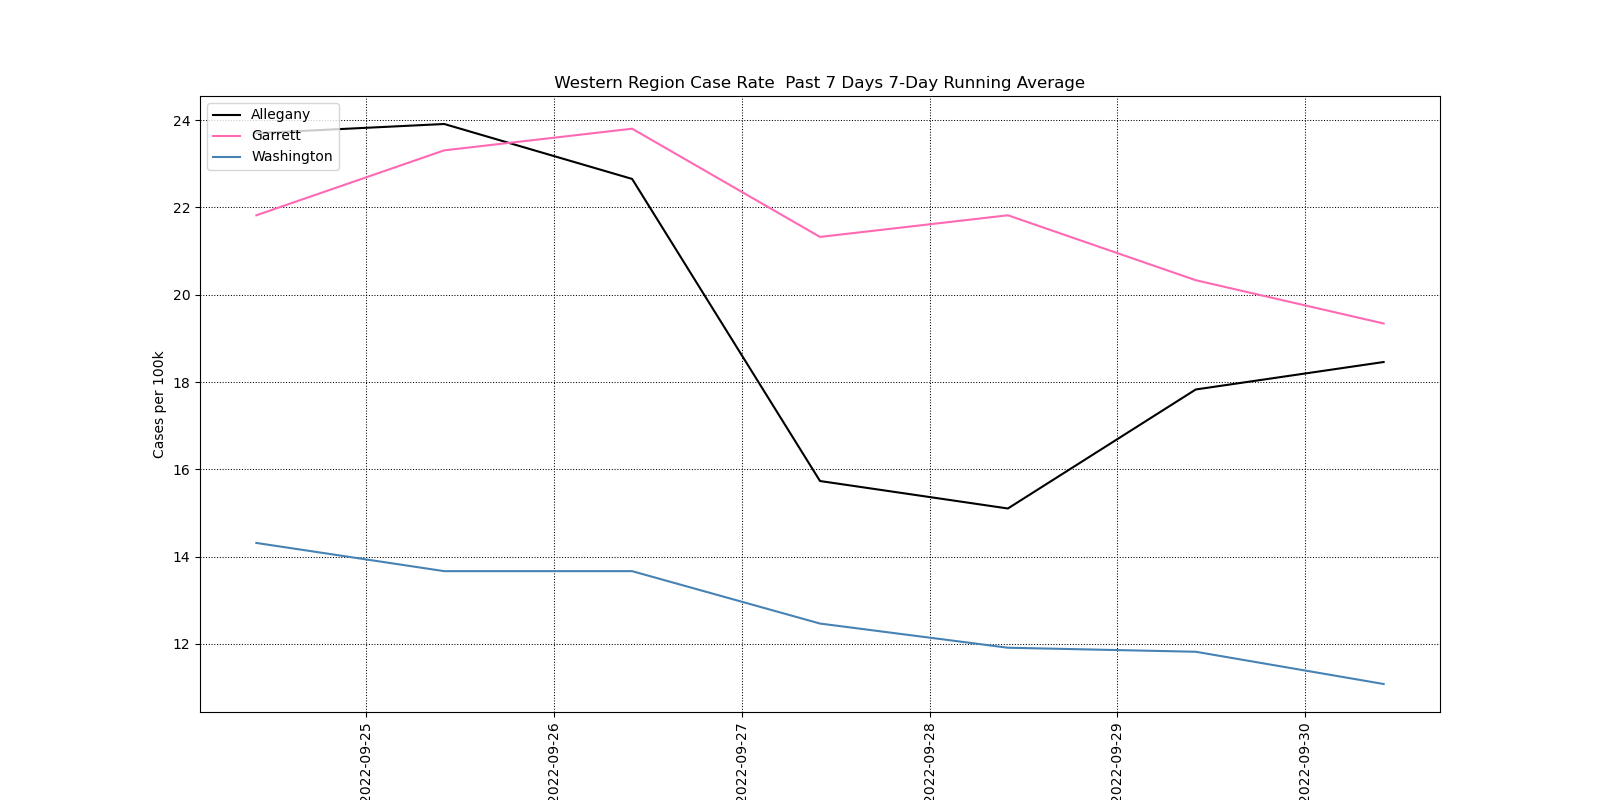 Western Region Case Rate  Past 7 Days 7-Day Running Average
Allegany
Garrett
Washington
24
22
20
18
16
14
12
Cases per 100k
2022-09-25
2022-09-26
2022-09-27
2022-09-28
2022-09-29
2022-09-30